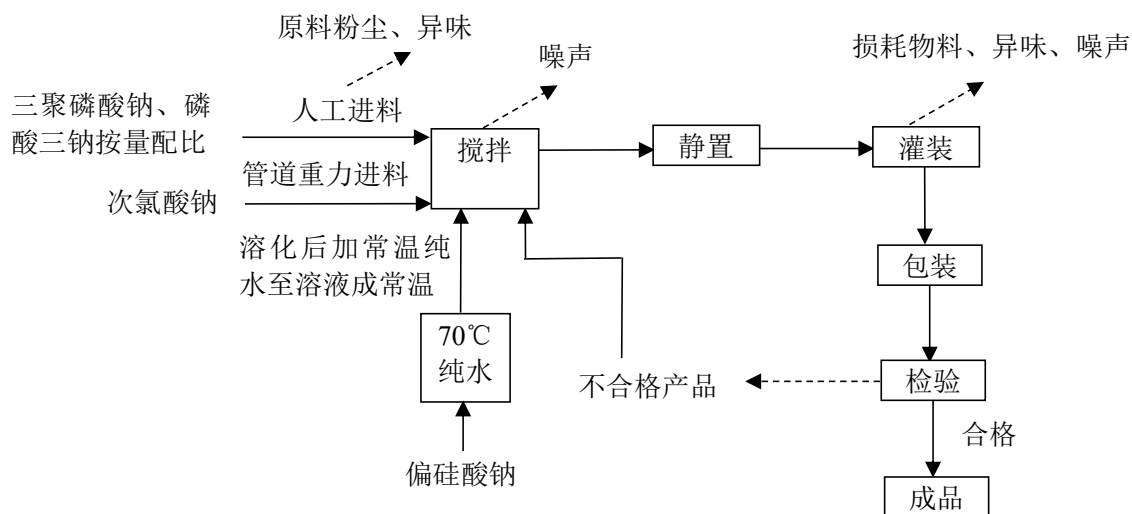 原料粉尘、异味
噪声
损耗物料、异味、噪声
三聚磷酸钠、磷
酸三钠按量配比
人工进料
搅拌
静置
灌装
管道重力进料
次氯酸钠
溶化后加常温纯
水至溶液成常温
包装
70℃
纯水
不合格产品
检验
合格
偏硅酸钠
成品